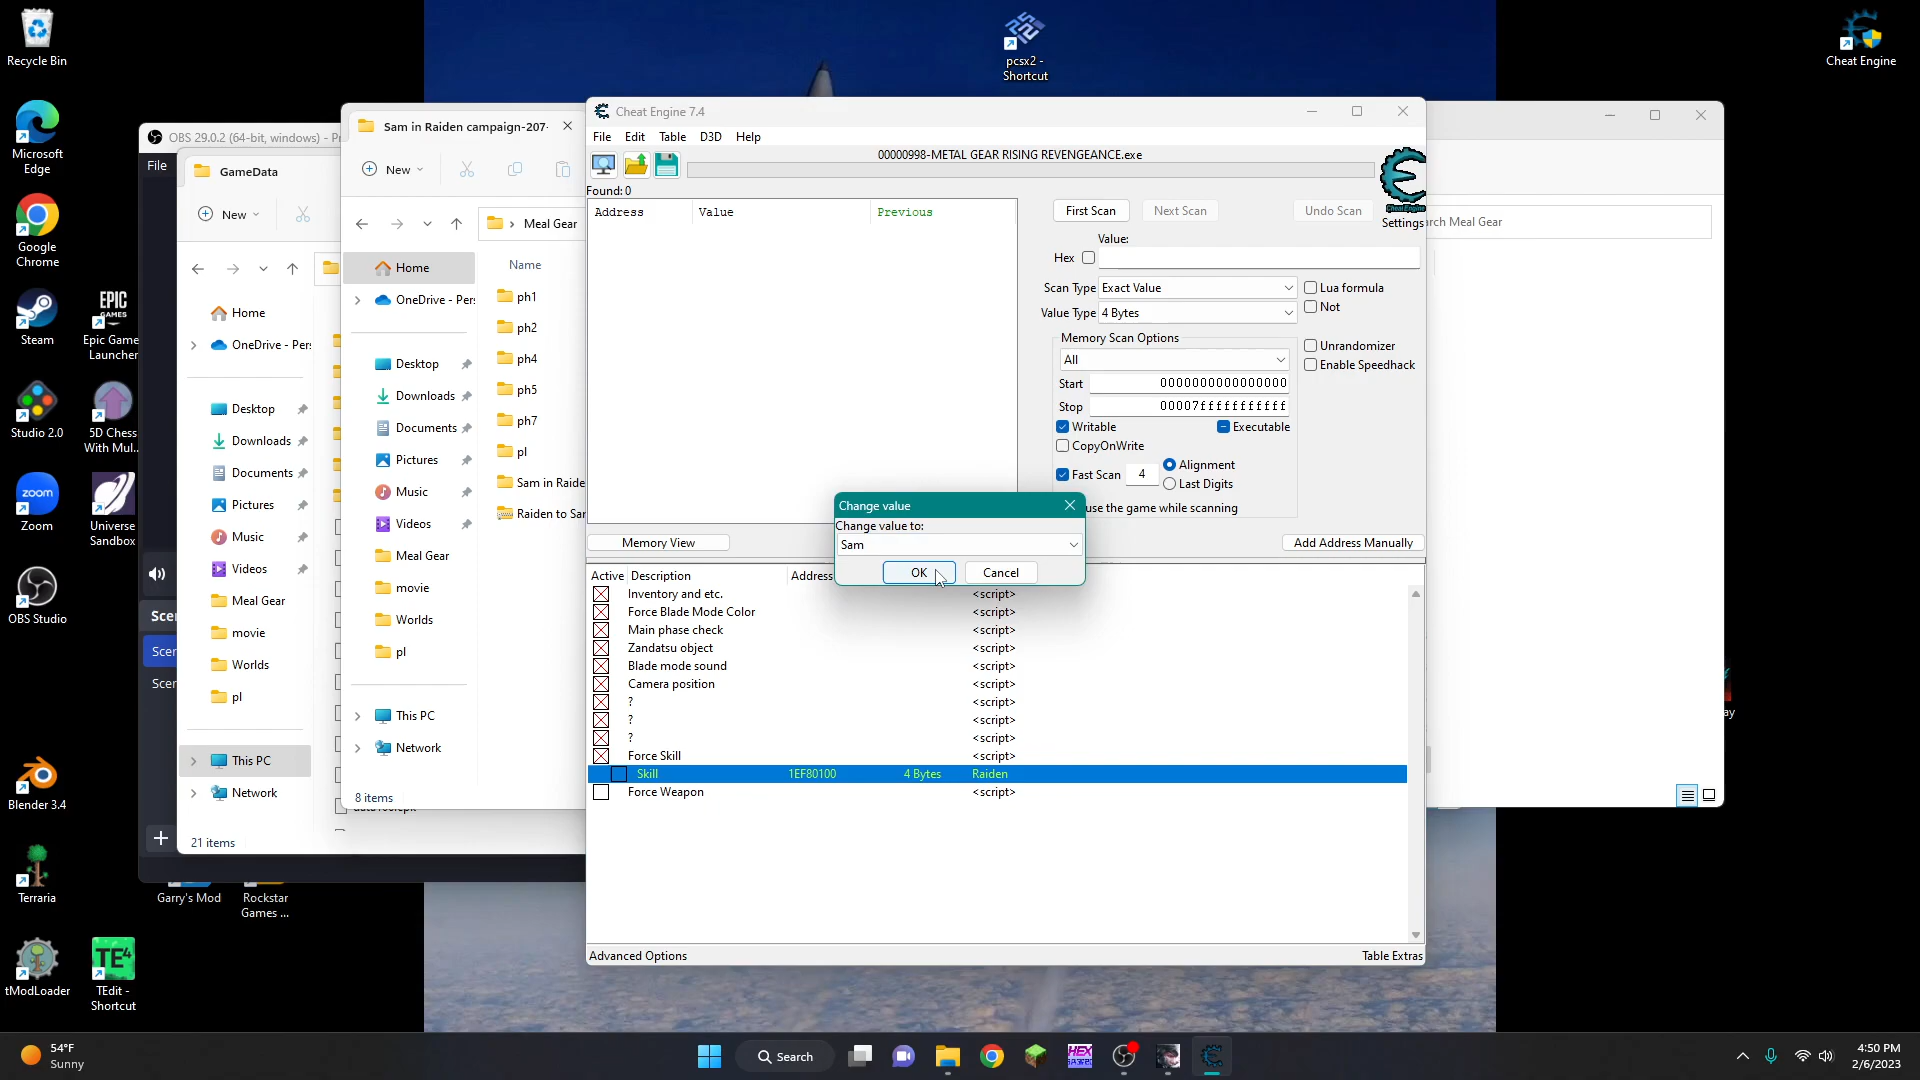 Recycle Bin
Microsoft
Edge
Google
Chrome
Steam
Epic Game
Launcher
Studio 2.0
5D Chess
With Mul...
Zoom
Universe
Sandbox
OBS Studio
Blender 3.4
Terraria
Garry's Mod
Rockstar
Games ...
tModLoader
TEdit -
Shortcut
pcsx2 -
Shortcut
Cheat Engine
OBS 29.0.2 (64-bit, windows) - P
File
Scen
Scen
Scen
GameData
New
Home
OneDrive - Pers
Desktop
Downloads
Documents
Pictures
Music
Videos
Meal Gear
movie
Worlds
pl
This PC
Network
21 items
Sam in Raiden campaign-207-
New
Meal Gear
Home
OneDrive - Pers
Desktop
Downloads
Documents
Pictures
Music
Videos
Meal Gear
movie
Worlds
pl
This PC
Network
8 items
Name
ph1
ph2
ph4
ph5
ph7
pl
Sam in Raide
Raiden to Sar
Cheat Engine 7.4
File Edit Table D3D Help
00000998-METAL GEAR RISING REVENGEANCE.exe
Found: 0
Address Value Previous
First Scan Next Scan Undo Scan
Settings
Value:
Hex
Scan Type Exact Value
Lua formula
Not
Value Type 4 Bytes
Memory Scan Options
All
Unrandomizer
Enable Speedhack
Start 0000000000000000
Stop 00007fffffffffff
Writable Executable
CopyOnWrite
Fast Scan 4 Alignment
Last Digits
use the game while scanning
Memory View
Add Address Manually
Change value
Change value to:
Sam
OK Cancel
Active Description Address
Inventory and etc. <script>
Force Blade Mode Color <script>
Main phase check <script>
Zandatsu object <script>
Blade mode sound <script>
Camera position <script>
? <script>
? <script>
? <script>
Force Skill <script>
Skill 1EF80100 4 Bytes Raiden
Force Weapon <script>
Advanced Options Table Extras
rch Meal Gear
ay
54°F
Sunny
Search
4:50 PM
2/6/2023